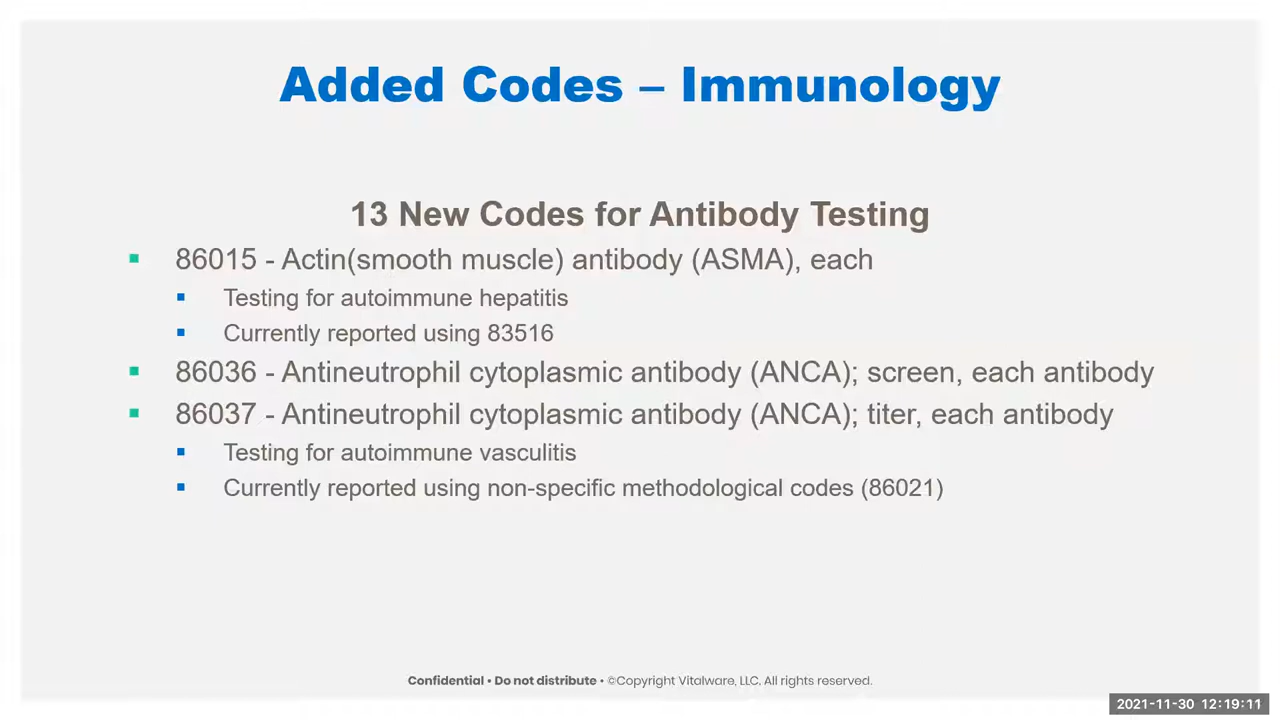 Added Codes – Immunology
13 New Codes for Antibody Testing
86015 - Actin(smooth muscle) antibody (ASMA), each
Testing for autoimmune hepatitis
Currently reported using 83516
86036 - Antineutrophil cytoplasmic antibody (ANCA); screen, each antibody
86037 - Antineutrophil cytoplasmic antibody (ANCA); titer, each antibody
Testing for autoimmune vasculitis
Currently reported using non-specific methodological codes (86021)
Confidential • Do not distribute • ©Copyright Vitalware, LLC. All rights reserved.
2021-11-30 12:19:11